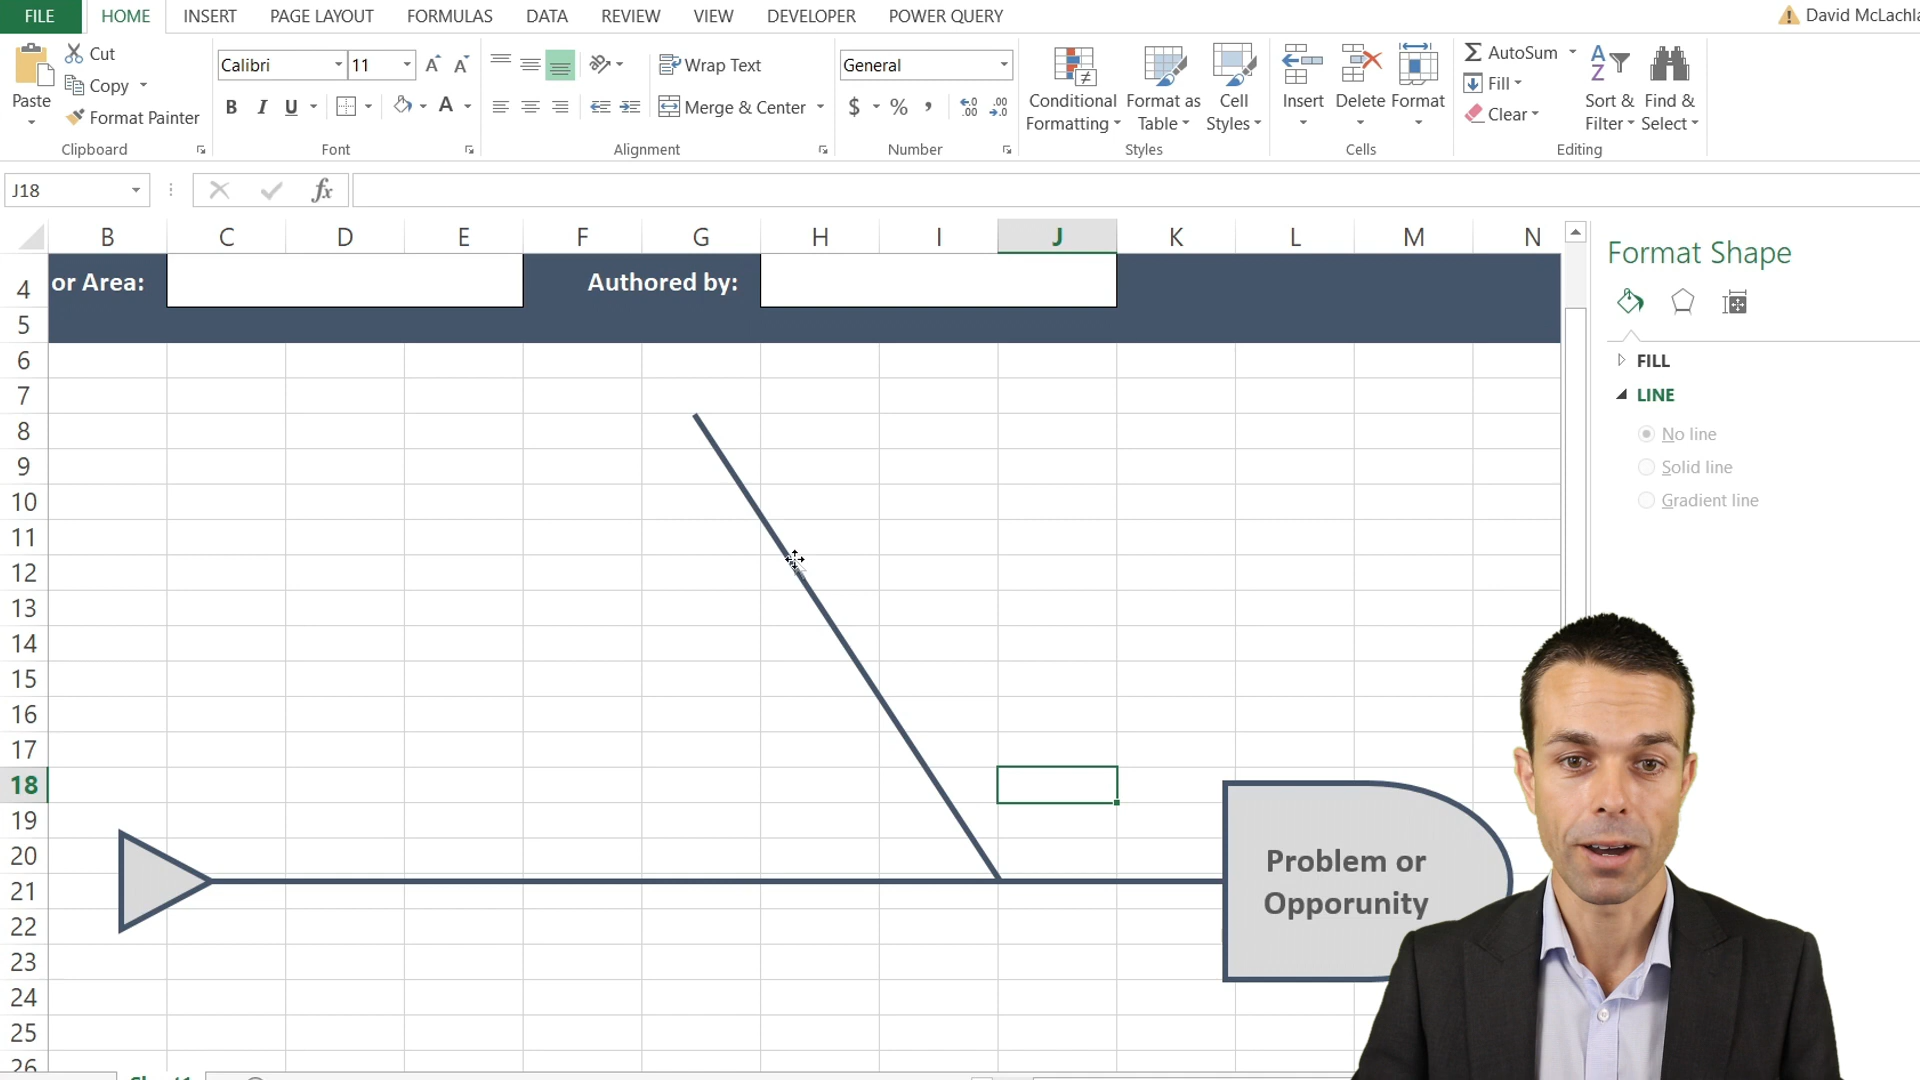 FILE HOME INSERT PAGE LAYOUT FORMULAS DATA REVIEW VIEW DEVELOPER POWER QUERY
David McLachla
Paste
Cut
Copy
Format Painter
Clipboard
Calibri 11
B I U
Font
Wrap Text
Merge & Center
Alignment
General
$ % ,
Number
Conditional
Formatting
Format as
Table
Cell
Styles
Styles
Insert
Delete
Format
Cells
AutoSum
Fill
Clear
Sort &
Filter
Find &
Select
Editing
J18
fx
B C D E F G H I J K L M N
4 or Area: Authored by:
5
6
7
8
9
10
11
12
13
14
15
16
17
18
19
20
21
22
23
24
25
26
Problem or
Opporunity
Format Shape
FILL
LINE
No line
Solid line
Gradient line